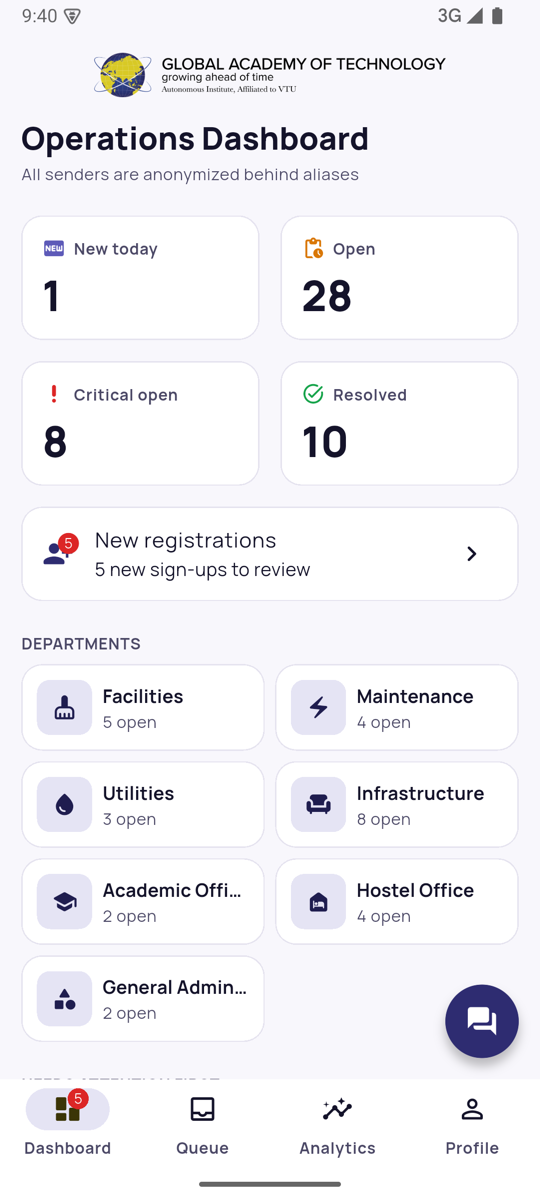 9:40
3G
GLOBAL ACADEMY OF TECHNOLOGY
growing ahead of time
Autonomous Institute, Affiliated to VTU
Operations Dashboard
All senders are anonymized behind aliases
NEW New today
1
Open
28
Critical open
8
Resolved
10
5
New registrations
5 new sign-ups to review
DEPARTMENTS
Facilities
5 open
Maintenance
4 open
Utilities
3 open
Infrastructure
8 open
Academic Offi...
2 open
Hostel Office
4 open
General Admin...
2 open
5
Dashboard
Queue
Analytics
Profile